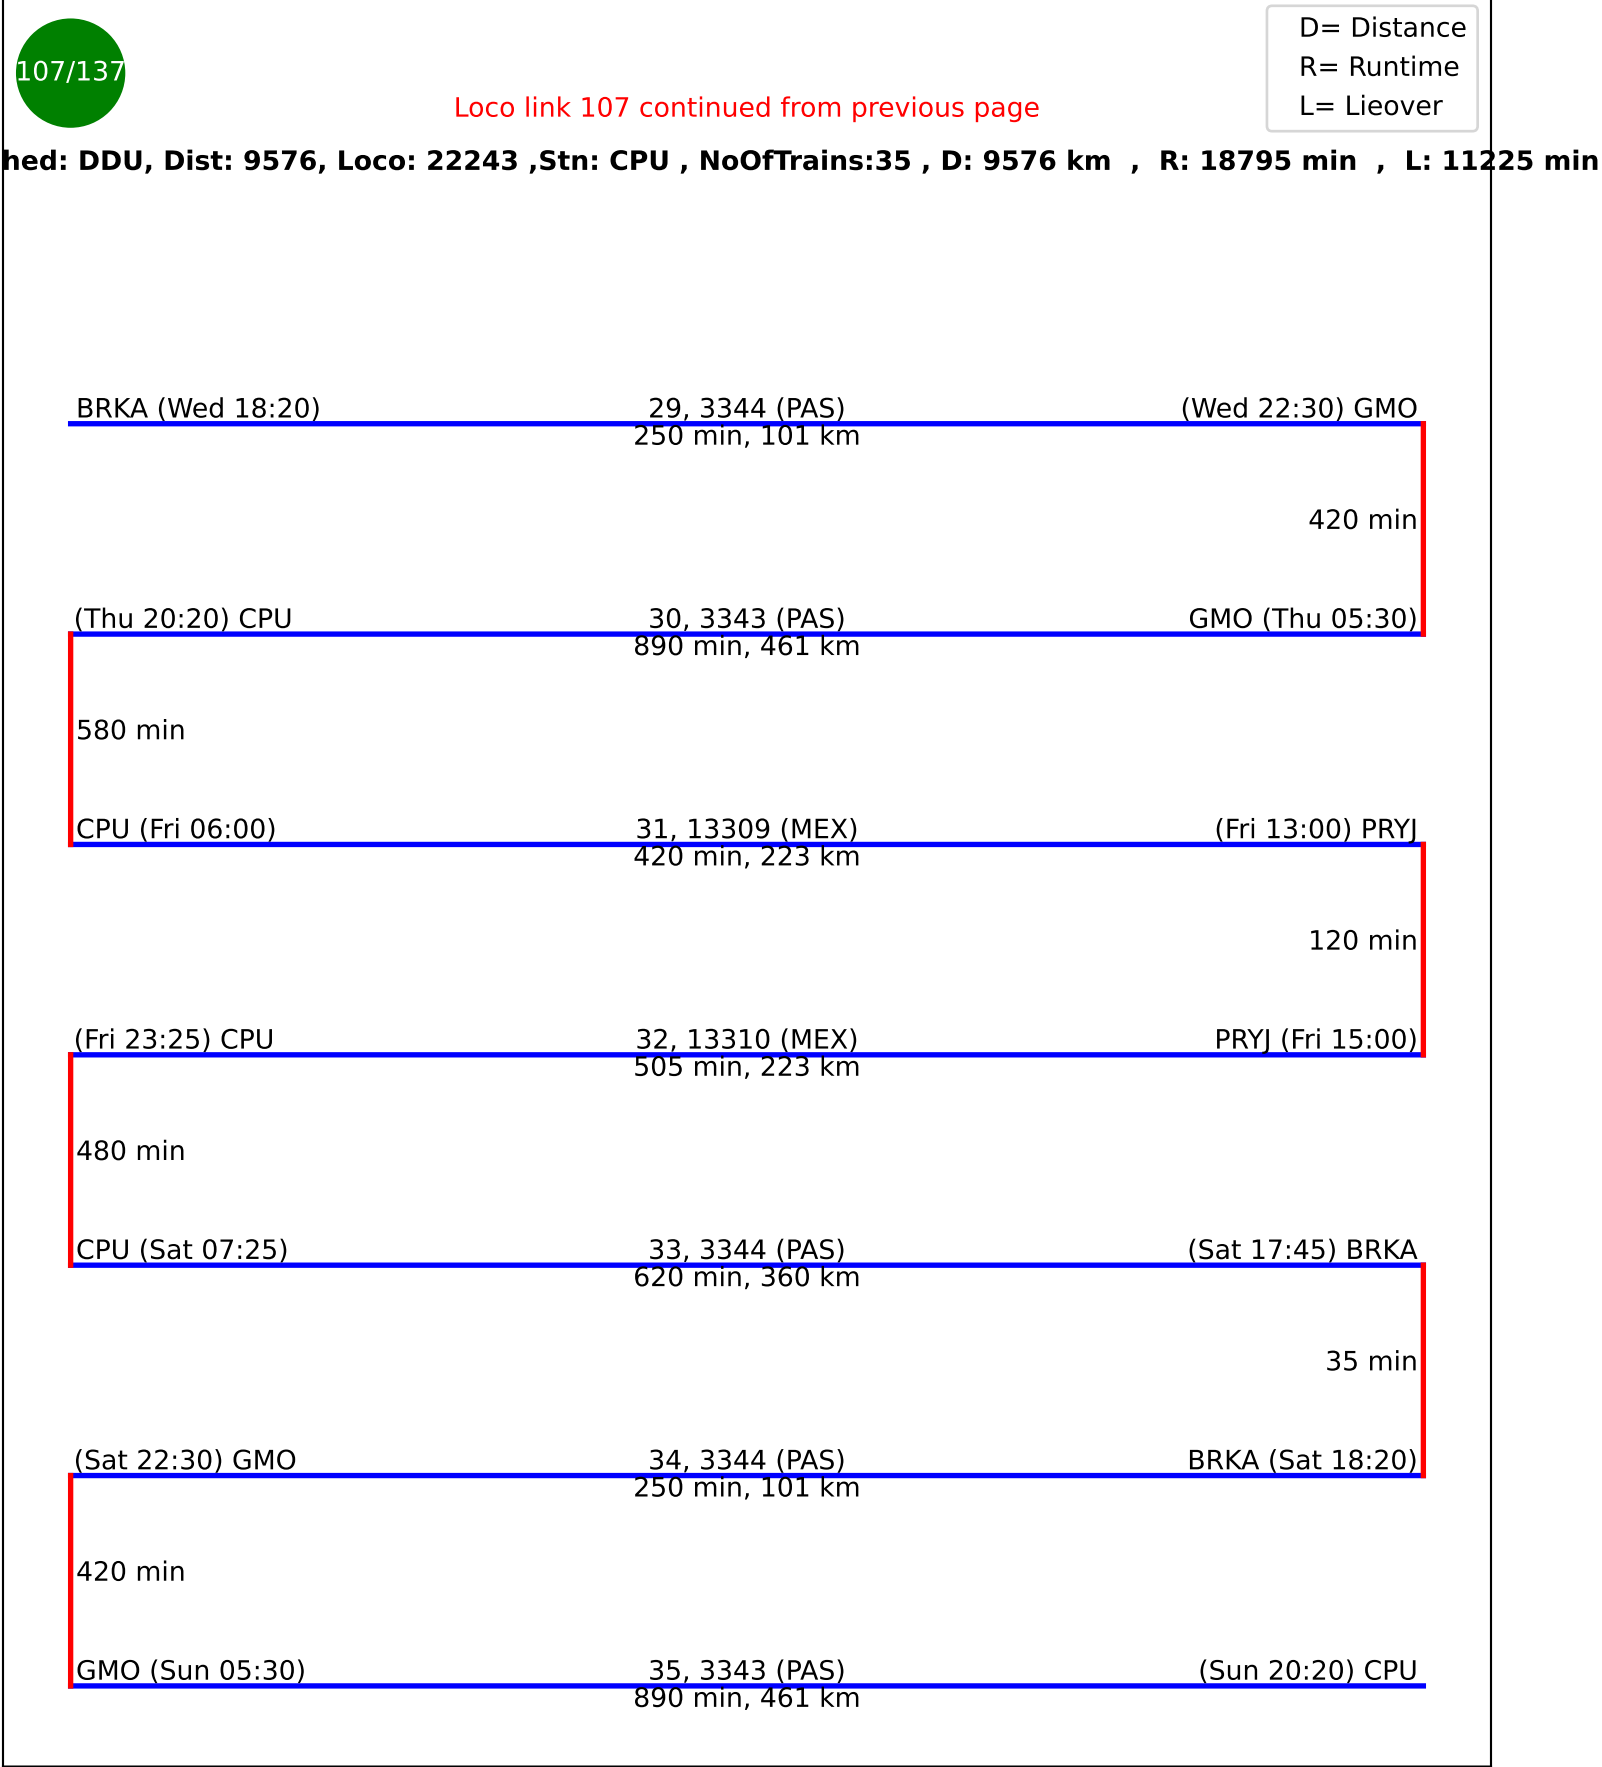 107/137
D= Distance
R= Runtime
L= Lieover
Loco link 107 continued from previous page
hed: DDU, Dist: 9576, Loco: 22243 ,Stn: CPU , NoOfTrains:35 , D: 9576 km , R: 18795 min , L: 11225 min
BRKA (Wed 18:20) 29, 3344 (PAS) (Wed 22:30) GMO
250 min, 101 km
420 min
(Thu 20:20) CPU 30, 3343 (PAS) GMO (Thu 05:30)
890 min, 461 km
580 min
CPU (Fri 06:00) 31, 13309 (MEX) (Fri 13:00) PRYJ
420 min, 223 km
120 min
(Fri 23:25) CPU 32, 13310 (MEX) PRYJ (Fri 15:00)
505 min, 223 km
480 min
CPU (Sat 07:25) 33, 3344 (PAS) (Sat 17:45) BRKA
620 min, 360 km
35 min
(Sat 22:30) GMO 34, 3344 (PAS) BRKA (Sat 18:20)
250 min, 101 km
420 min
GMO (Sun 05:30) 35, 3343 (PAS) (Sun 20:20) CPU
890 min, 461 km